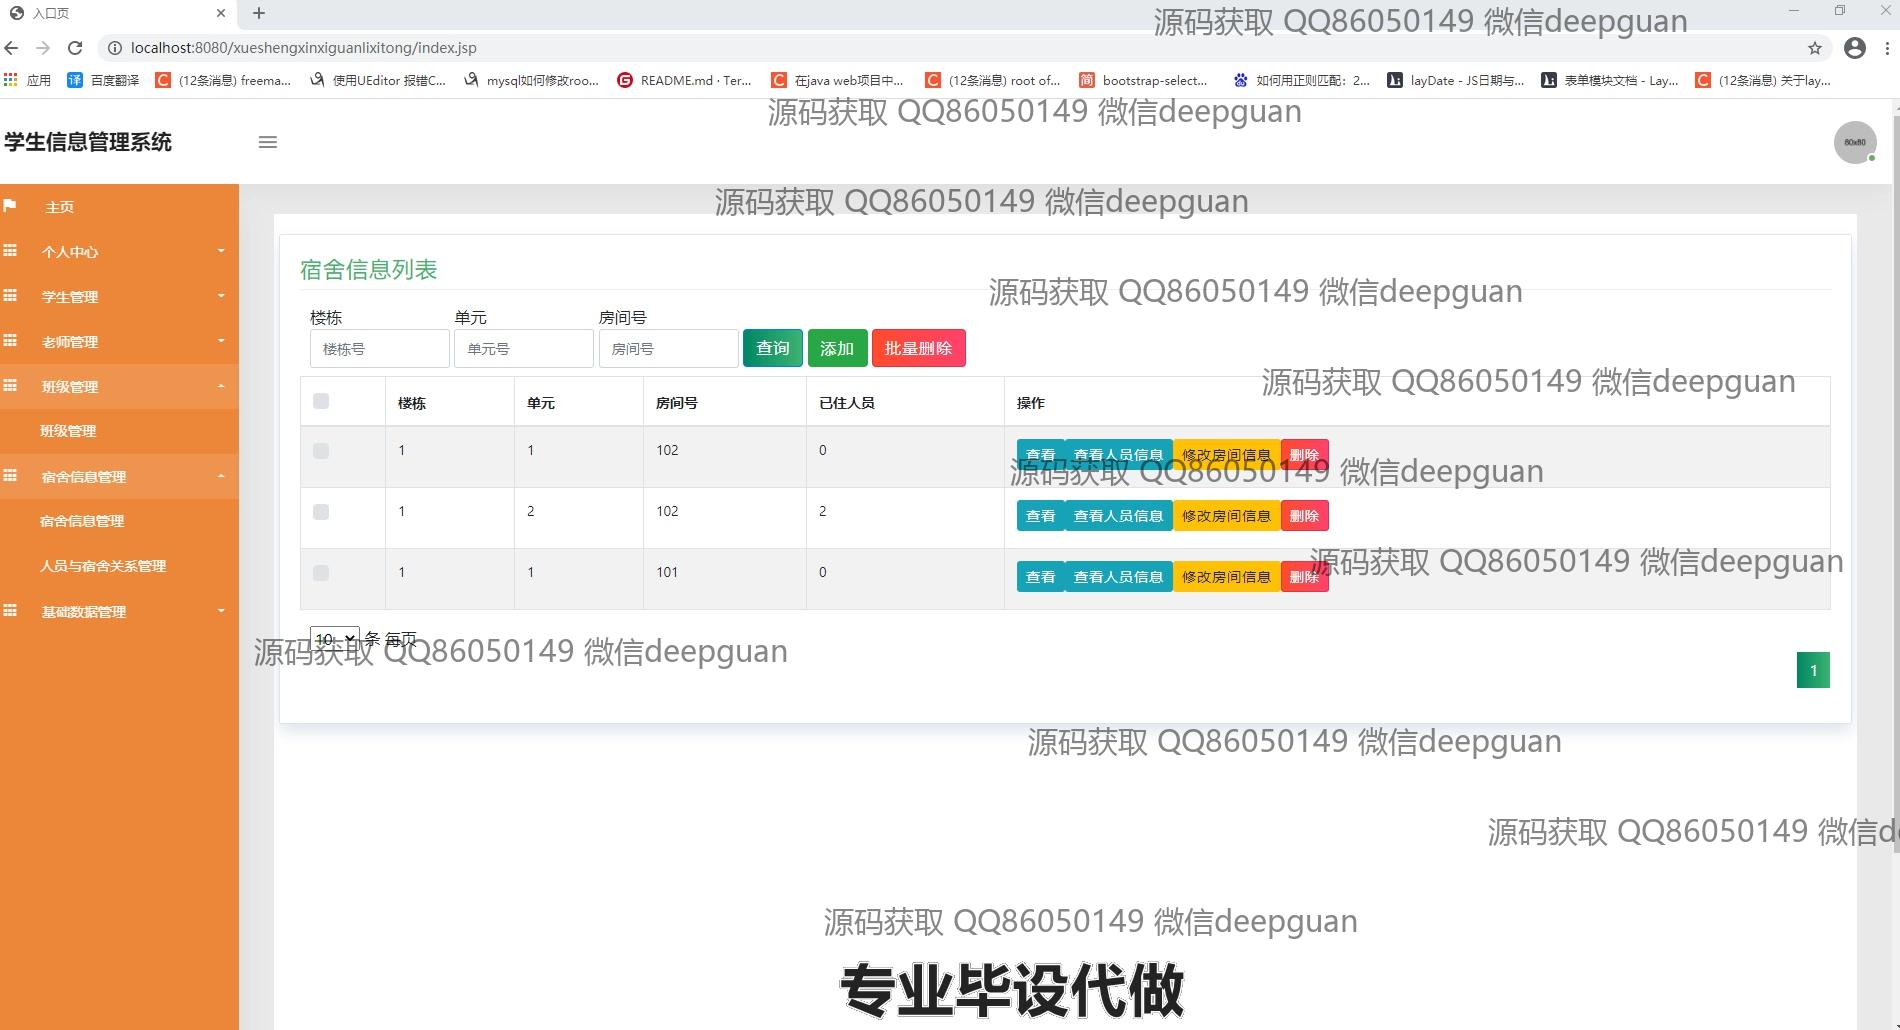 入口页
源码获取 QQ86050149 微信deepguan
localhost:8080/xueshengxinxiguanlixitong/index.jsp
应用 百度翻译 (12条消息) freema... 使用UEditor 报错C... mysql如何修改roo... README.md · Ter... 在java web项目中... (12条消息) root of... bootstrap-select... 如何用正则匹配：2... layDate - JS日期与... 表单模块文档 - Lay... (12条消息) 关于lay...
源码获取 QQ86050149 微信deepguan
学生信息管理系统
80x80
源码获取 QQ86050149 微信deepguan
主页
个人中心
学生管理
老师管理
班级管理
班级管理
宿舍信息管理
宿舍信息管理
人员与宿舍关系管理
基础数据管理
宿舍信息列表
源码获取 QQ86050149 微信deepguan
楼栋 单元 房间号
楼栋号 单元号 房间号 查询 添加 批量删除
源码获取 QQ86050149 微信deepguan
楼栋 单元 房间号 已住人员 操作
1 1 102 0 查看 查看人员信息 修改房间信息 删除
源码获取 QQ86050149 微信deepguan
1 2 102 2 查看 查看人员信息 修改房间信息 删除
源码获取 QQ86050149 微信deepguan
1 1 101 0 查看 查看人员信息 修改房间信息 删除
10 条 每页
源码获取 QQ86050149 微信deepguan
1
源码获取 QQ86050149 微信deepguan
源码获取 QQ86050149 微信de
源码获取 QQ86050149 微信deepguan
专业毕设代做